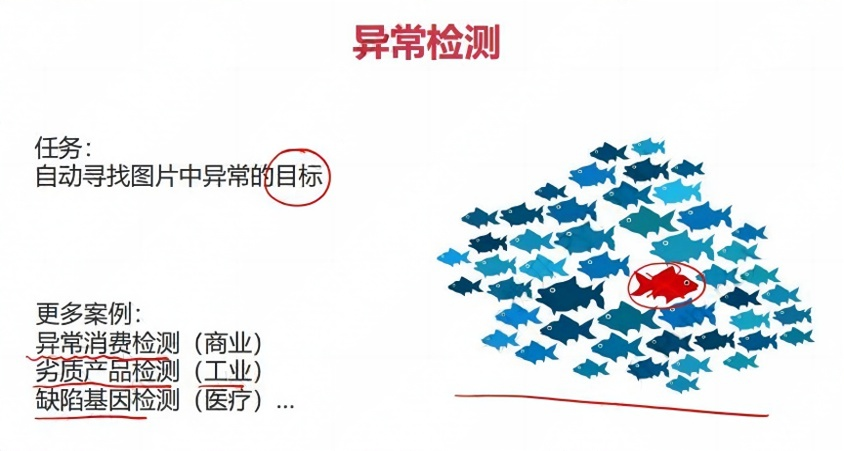 异常检测
任务：
自动寻找图片中异常的目标
更多案例：
异常消费检测（商业）
劣质产品检测（工业）
缺陷基因检测（医疗）...